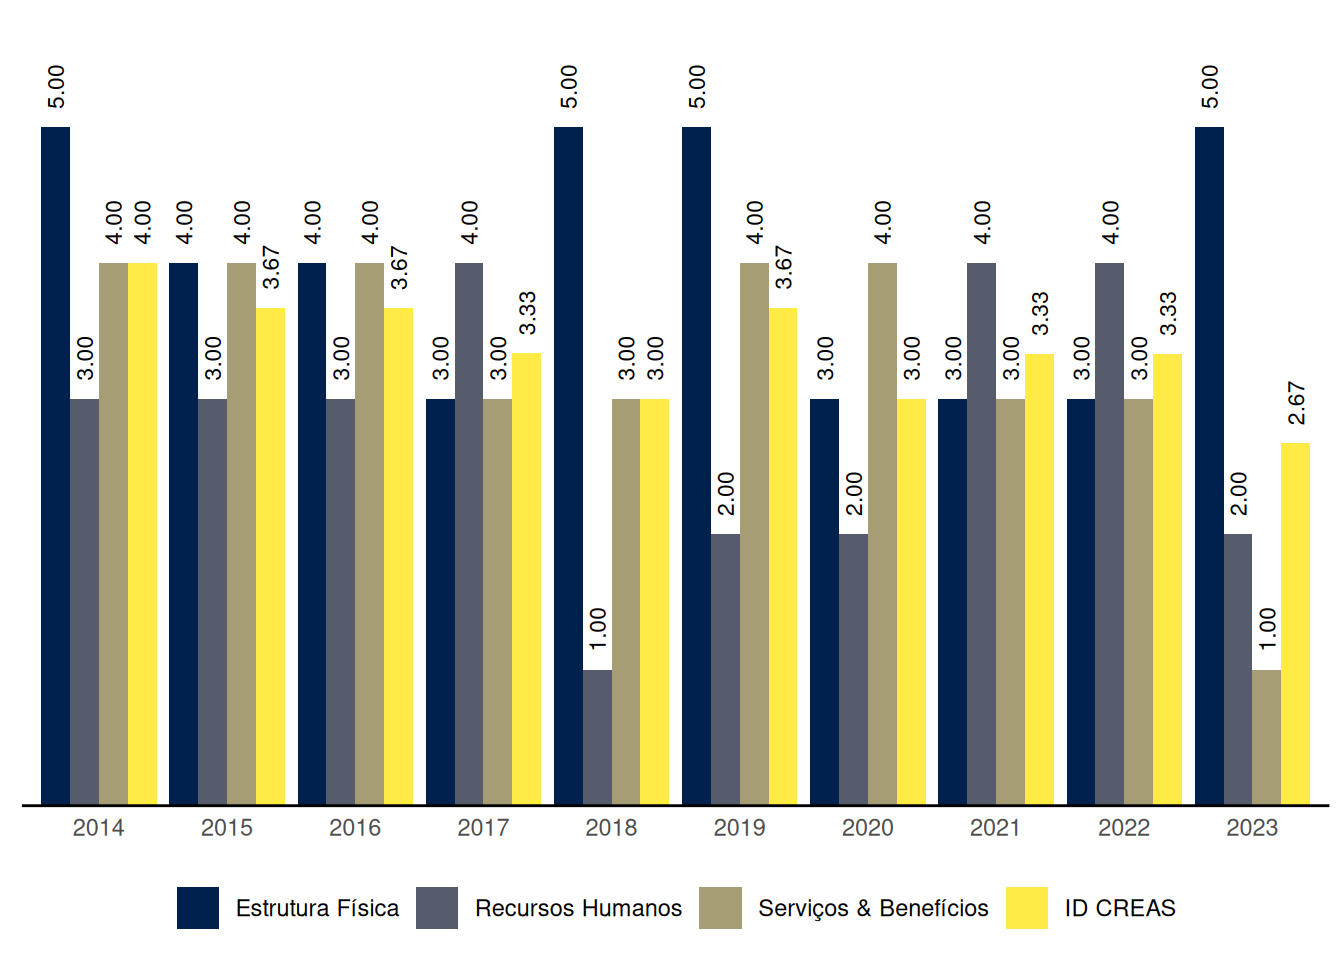 5.00 5.00 5.00 5.00
4.00 4.00 4.00 4.00 4.00 4.00 4.00 4.00 4.00 4.00 4.00
3.67 3.67 3.67
3.33 3.33 3.33
3.00 3.00 3.00 3.00 3.00 3.00 3.00 3.00 3.00 3.00 3.00 3.00 3.00
2.67
2.00 2.00 2.00
1.00 1.00
2014 2015 2016 2017 2018 2019 2020 2021 2022 2023
Estrutura Física Recursos Humanos Serviços & Benefícios ID CREAS